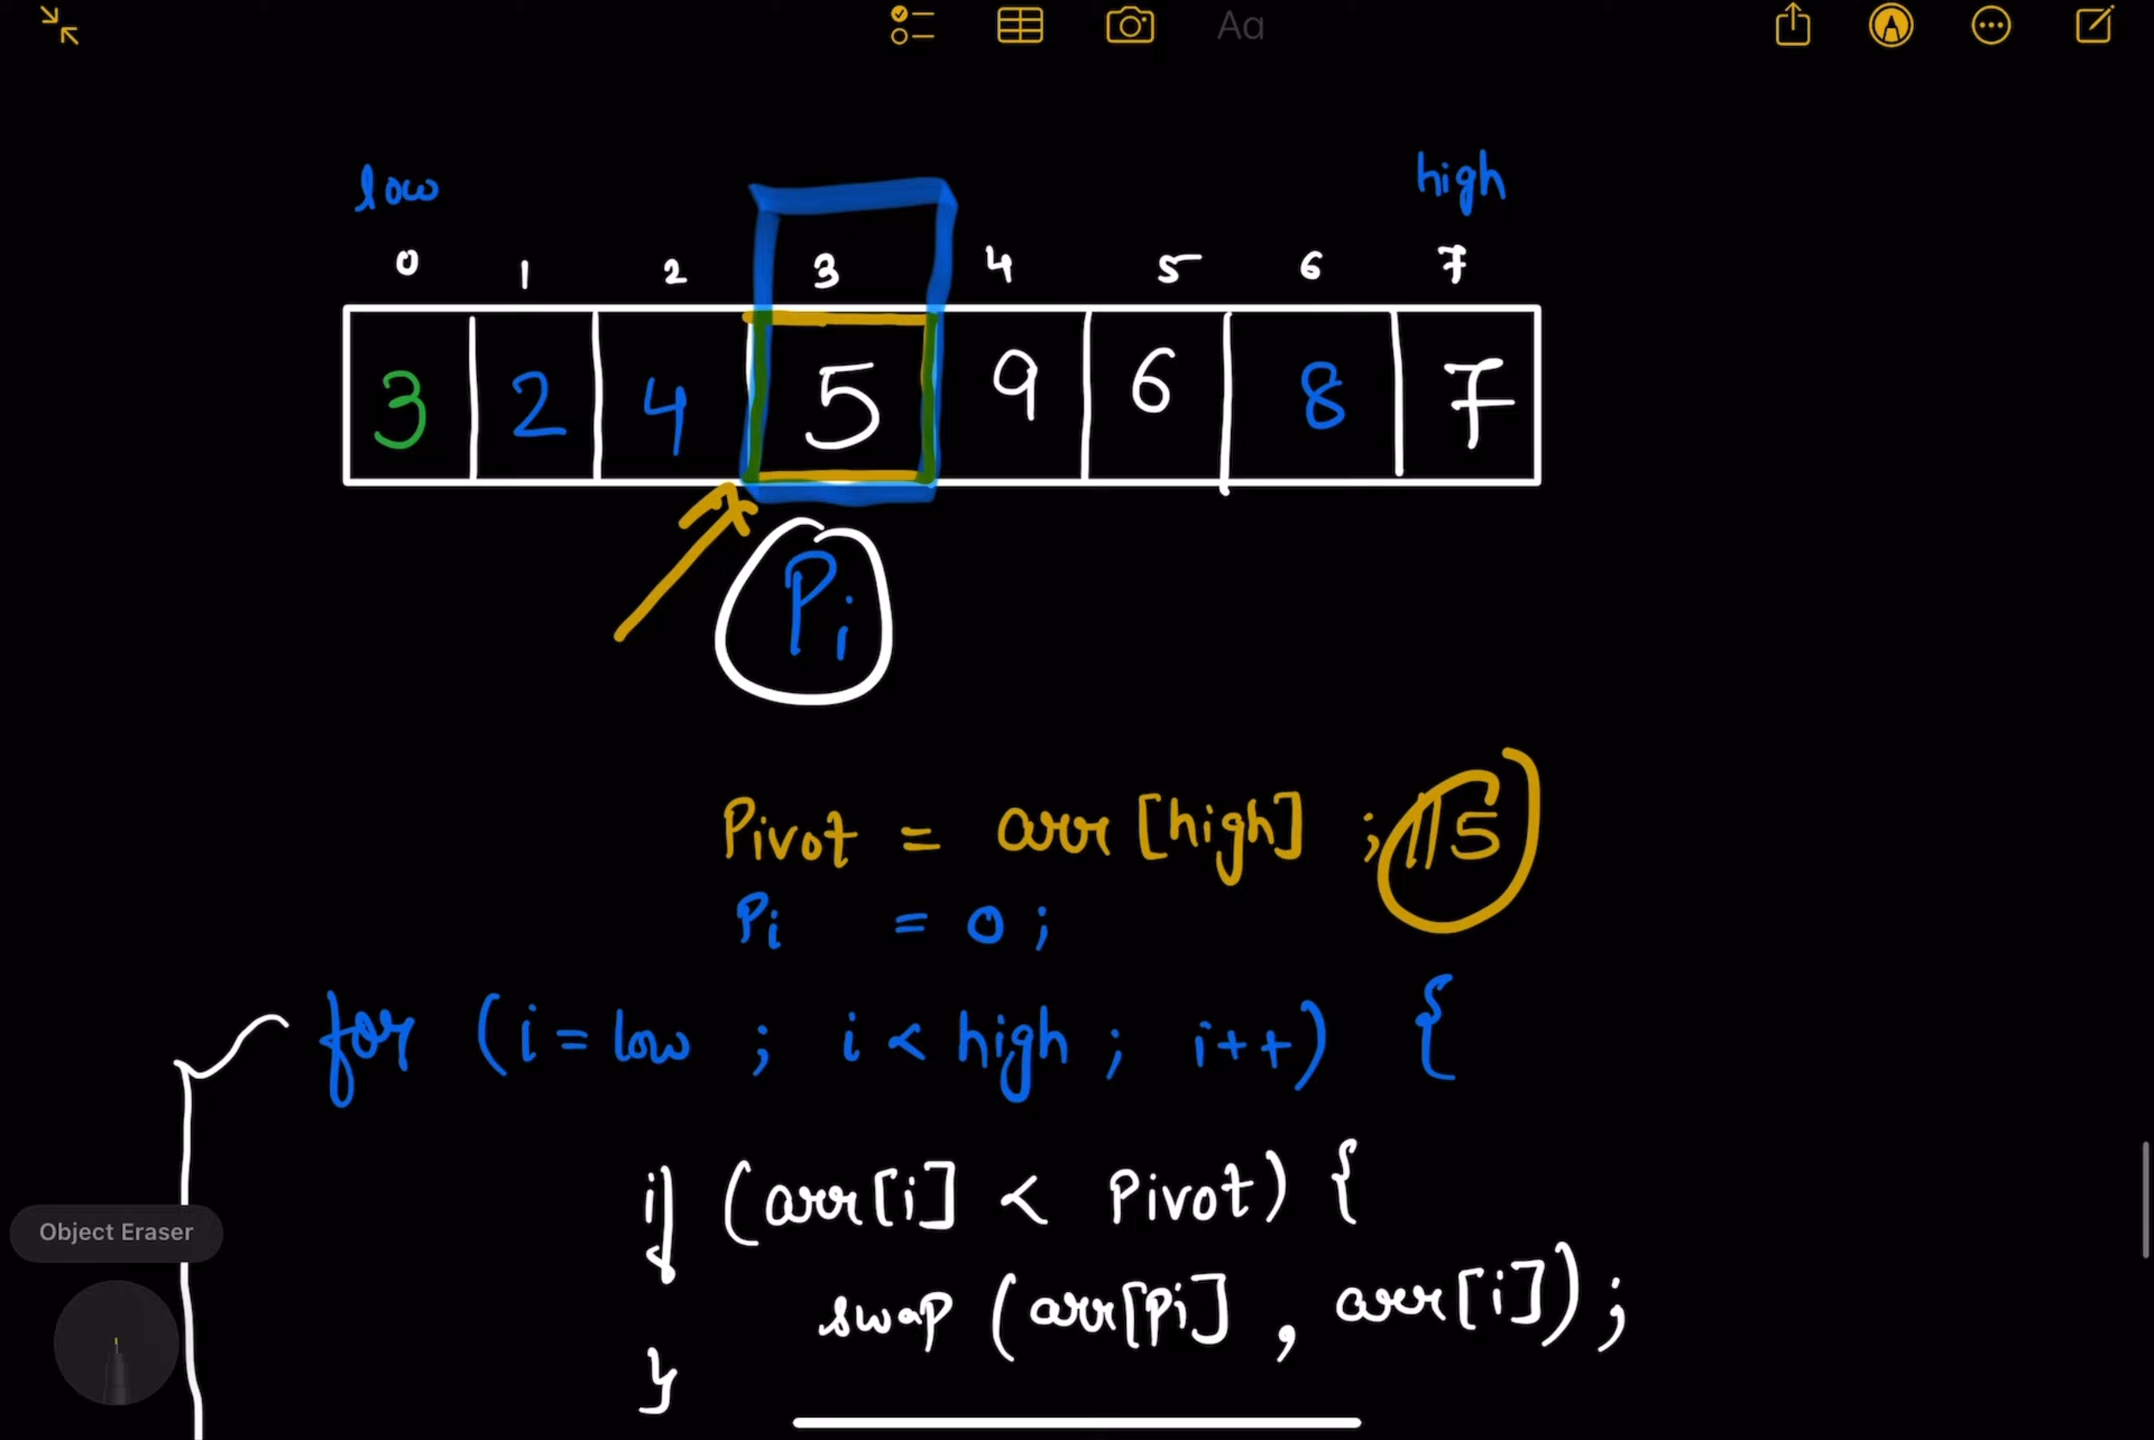 Aa
low high
0 1 2 3 4 5 6 7
3 2 4 5 9 6 8 7
Pi
Pivot = arr [high] ; //5
Pi = 0 ;
for (i = low ; i < high ; i++) {
if (arr[i] < Pivot) {
Object Eraser
swap (arr[pi] , arr[i]) ;
}